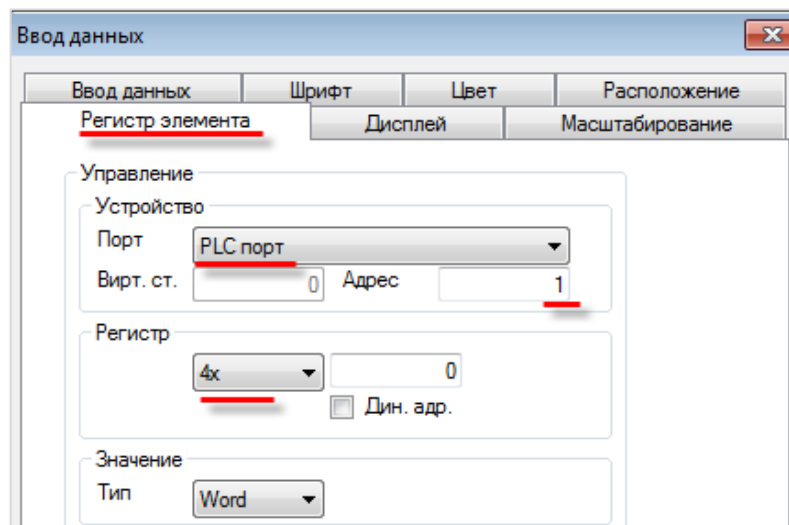 Ввод данных
Ввод данных Шрифт Цвет Расположение
Регистр элемента Дисплей Масштабирование
Управление
Устройство
Порт PLC порт
Вирт. ст. 0 Адрес 1
Регистр
4x 0
Дин. адр.
Значение
Тип Word